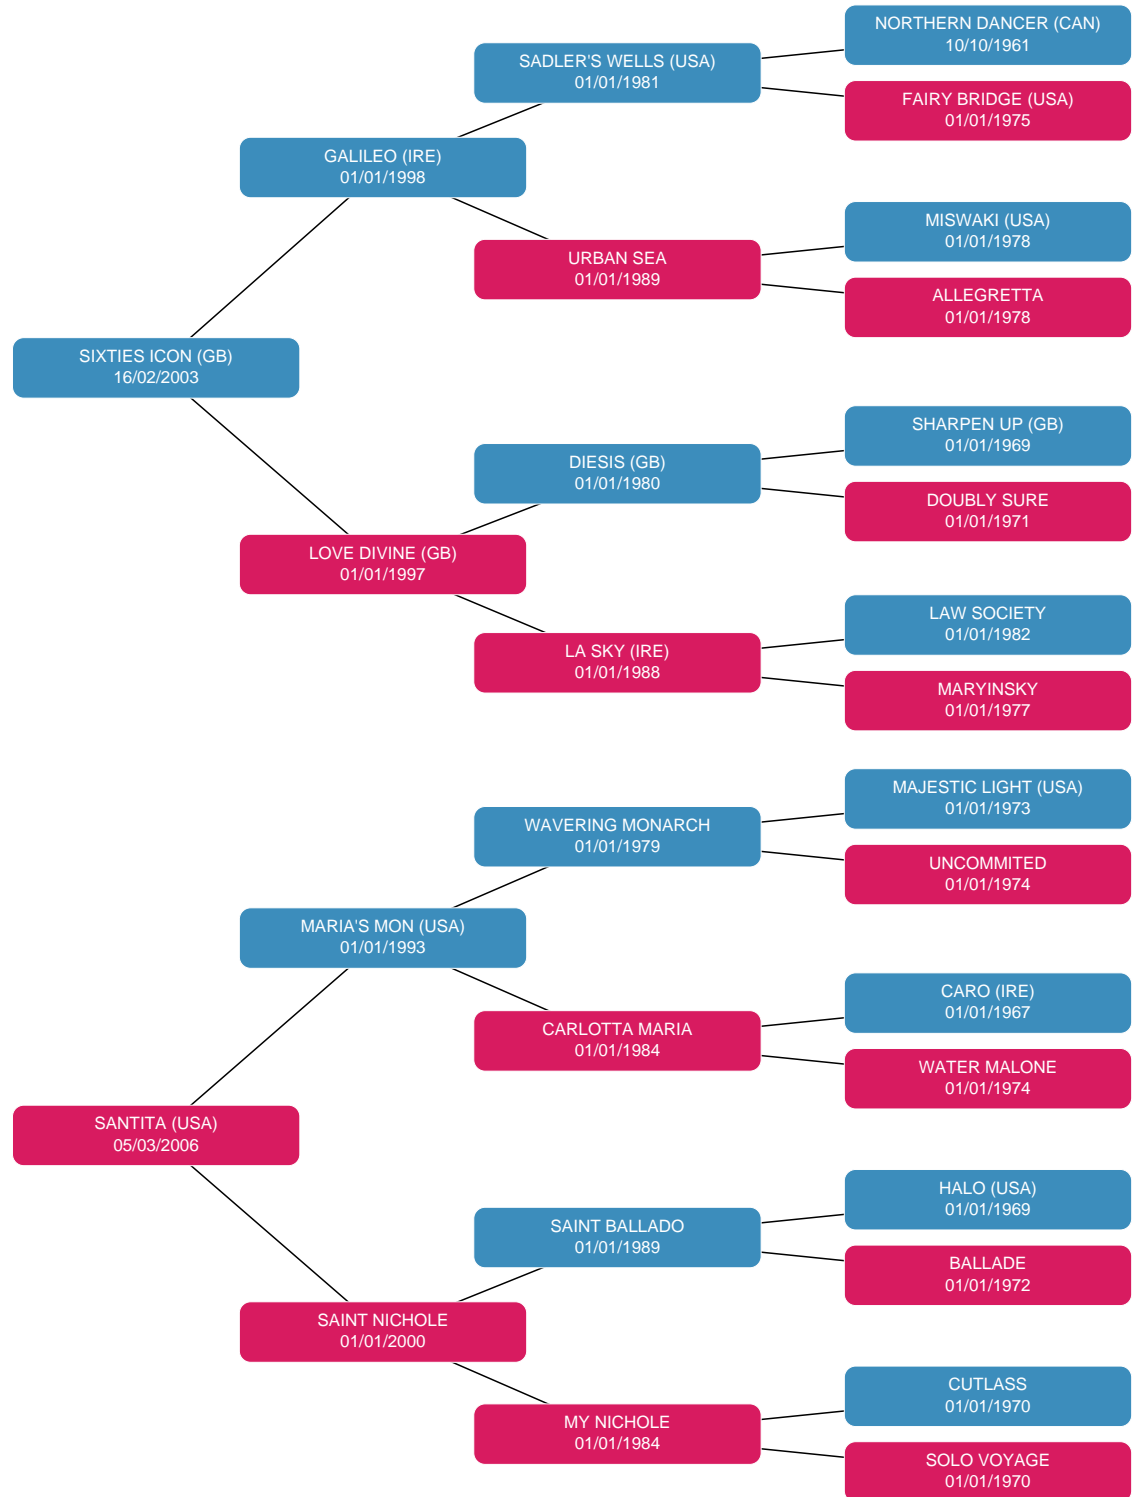 NORTHERN DANCER (CAN)
10/10/1961
SADLER'S WELLS (USA)
01/01/1981
FAIRY BRIDGE (USA)
01/01/1975
GALILEO (IRE)
01/01/1998
MISWAKI (USA)
01/01/1978
URBAN SEA
01/01/1989
ALLEGRETTA
01/01/1978
SIXTIES ICON (GB)
16/02/2003
SHARPEN UP (GB)
01/01/1969
DIESIS (GB)
01/01/1980
DOUBLY SURE
01/01/1971
LOVE DIVINE (GB)
01/01/1997
LAW SOCIETY
01/01/1982
LA SKY (IRE)
01/01/1988
MARYINSKY
01/01/1977
MAJESTIC LIGHT (USA)
01/01/1973
WAVERING MONARCH
01/01/1979
UNCOMMITED
01/01/1974
MARIA'S MON (USA)
01/01/1993
CARO (IRE)
01/01/1967
CARLOTTA MARIA
01/01/1984
WATER MALONE
01/01/1974
SANTITA (USA)
05/03/2006
HALO (USA)
01/01/1969
SAINT BALLADO
01/01/1989
BALLADE
01/01/1972
SAINT NICHOLE
01/01/2000
CUTLASS
01/01/1970
MY NICHOLE
01/01/1984
SOLO VOYAGE
01/01/1970